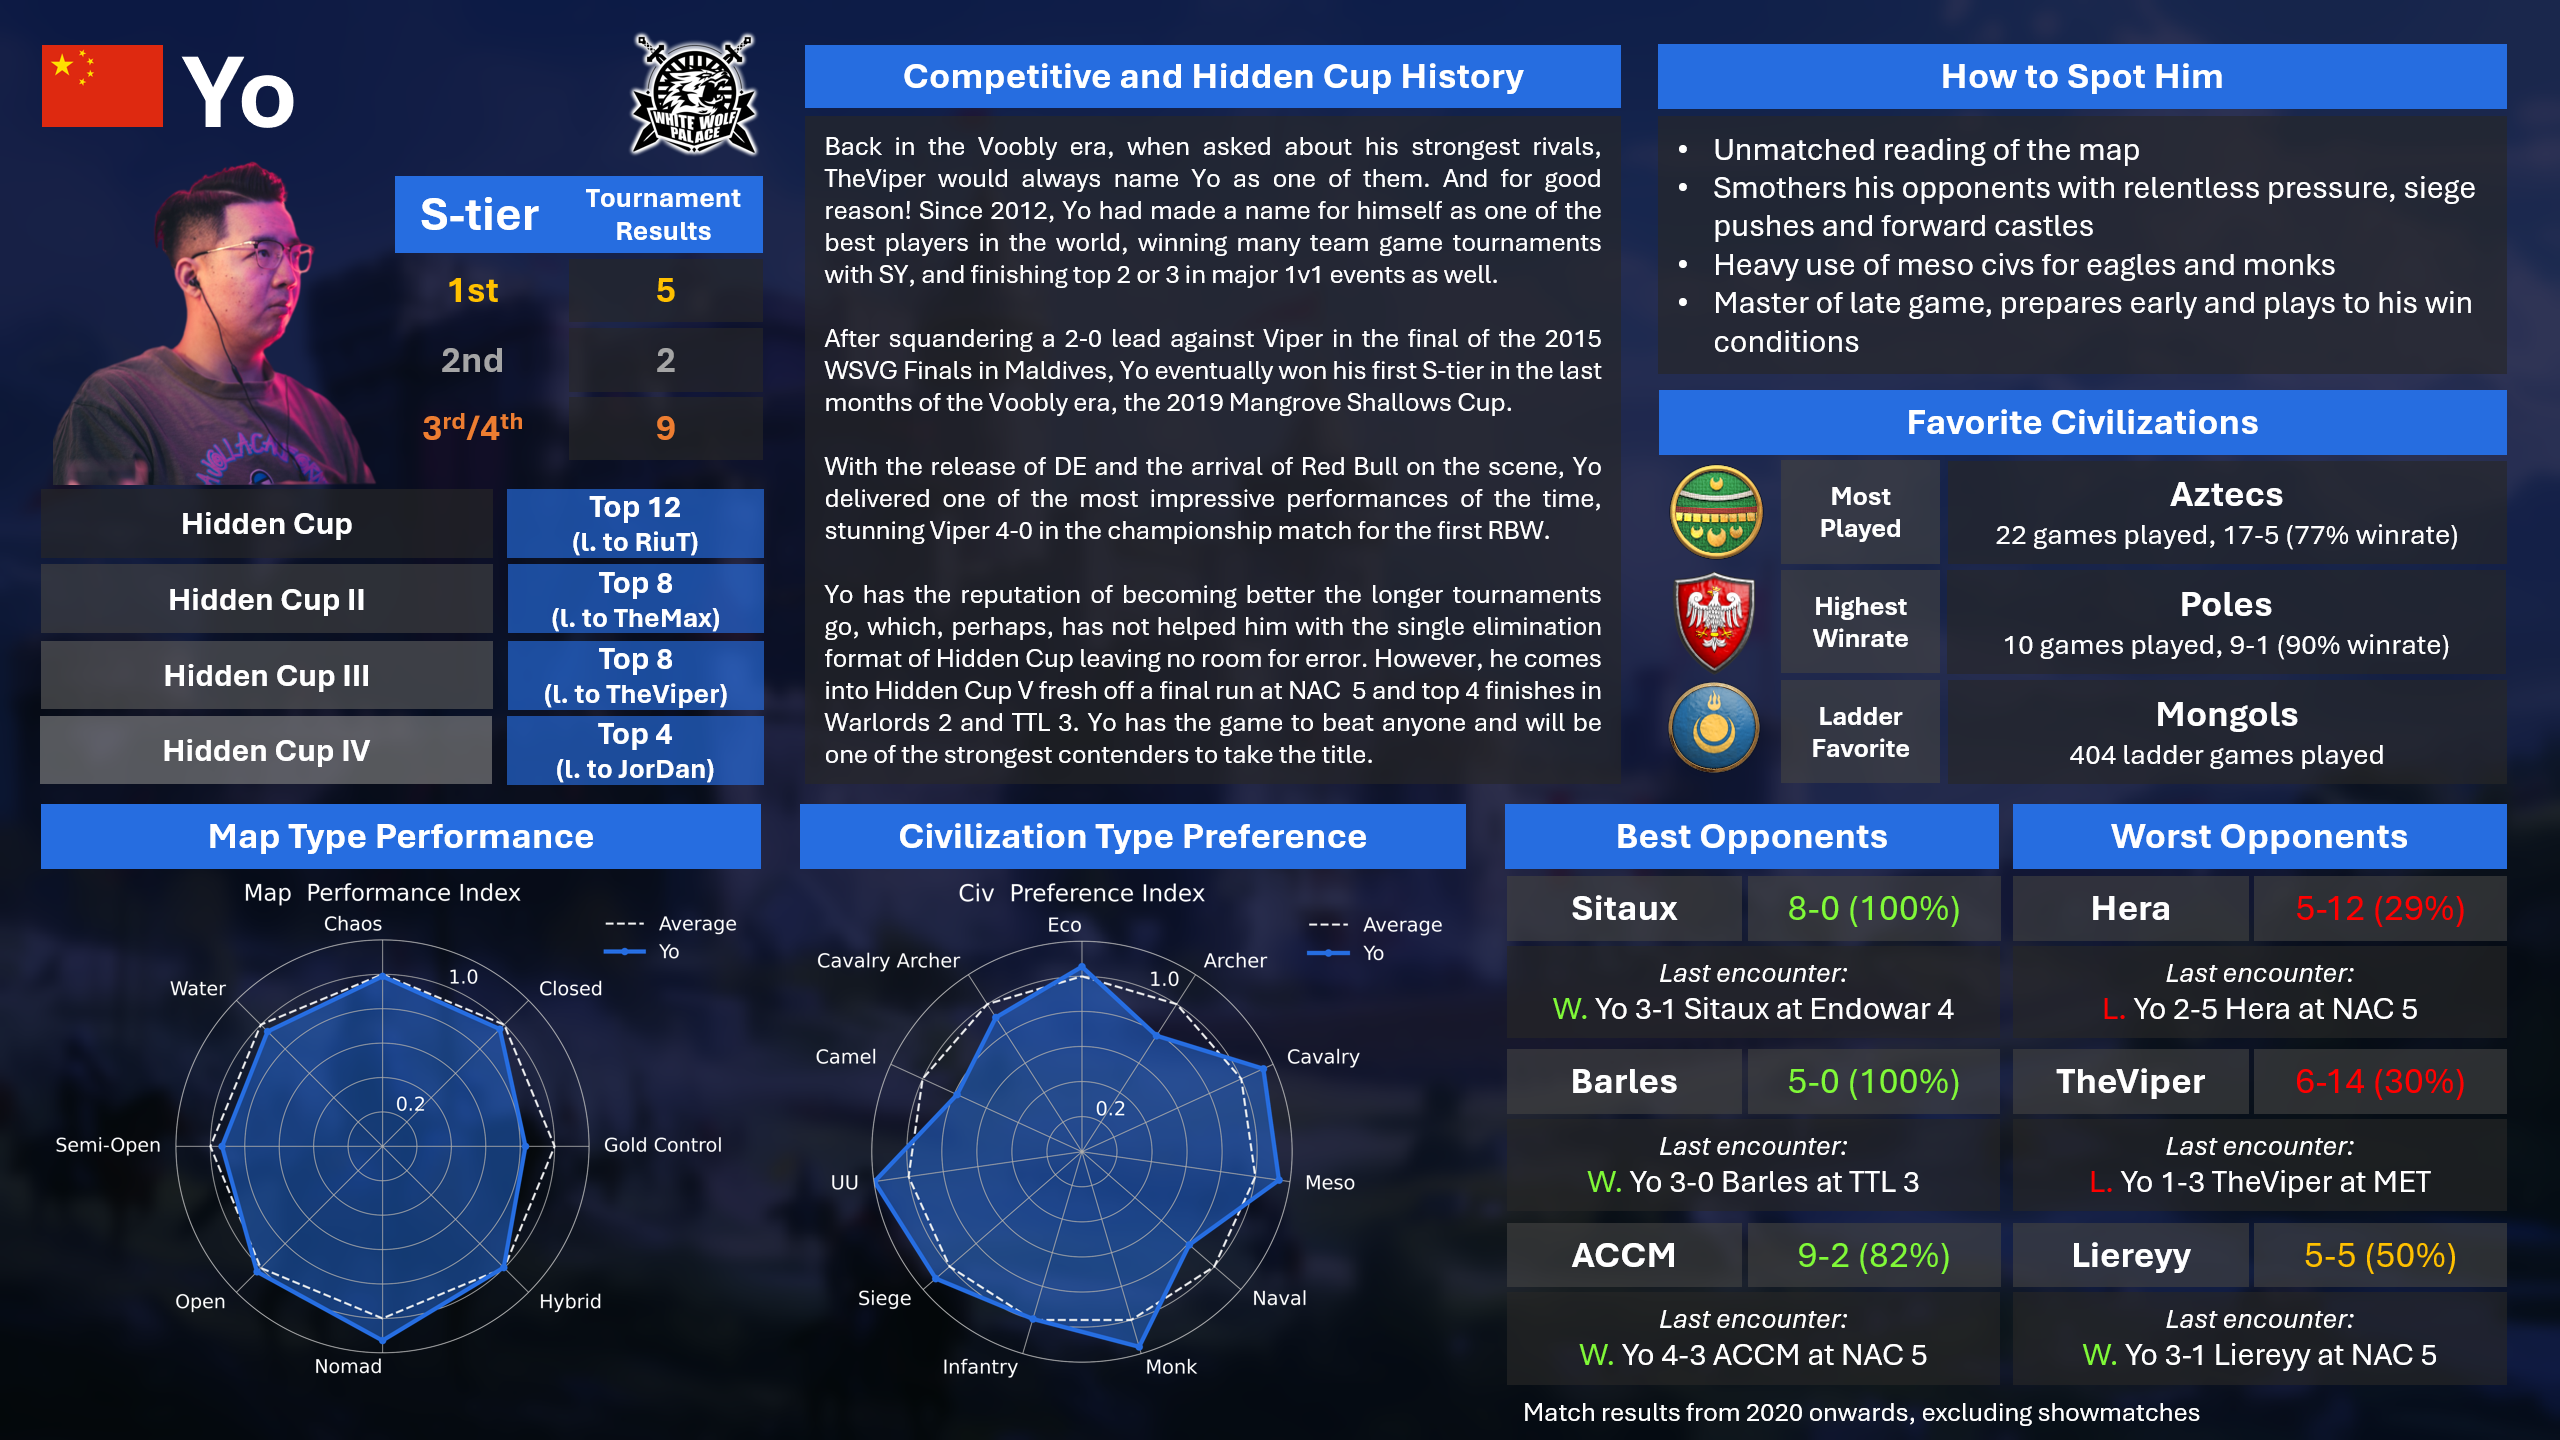 Yo
WHITE WOLF
PALACE
S-tier
Tournament
Results
1st
5
2nd
2
3rd/4th
9
Hidden Cup
Top 12
(l. to RiuT)
Hidden Cup II
Top 8
(l. to TheMax)
Hidden Cup III
Top 8
(l. to TheViper)
Hidden Cup IV
Top 4
(l. to JorDan)
Competitive and Hidden Cup History
Back in the Voobly era, when asked about his strongest rivals,
TheViper would always name Yo as one of them. And for good
reason! Since 2012, Yo had made a name for himself as one of the
best players in the world, winning many team game tournaments
with SY, and finishing top 2 or 3 in major 1v1 events as well.
After squandering a 2-0 lead against Viper in the final of the 2015
WSVG Finals in Maldives, Yo eventually won his first S-tier in the last
months of the Voobly era, the 2019 Mangrove Shallows Cup.
With the release of DE and the arrival of Red Bull on the scene, Yo
delivered one of the most impressive performances of the time,
stunning Viper 4-0 in the championship match for the first RBW.
Yo has the reputation of becoming better the longer tournaments
go, which, perhaps, has not helped him with the single elimination
format of Hidden Cup leaving no room for error. However, he comes
into Hidden Cup V fresh off a final run at NAC 5 and top 4 finishes in
Warlords 2 and TTL 3. Yo has the game to beat anyone and will be
one of the strongest contenders to take the title.
How to Spot Him
• Unmatched reading of the map
• Smothers his opponents with relentless pressure, siege
pushes and forward castles
• Heavy use of meso civs for eagles and monks
• Master of late game, prepares early and plays to his win
conditions
Favorite Civilizations
Most
Played
Aztecs
22 games played, 17-5 (77% winrate)
Highest
Winrate
Poles
10 games played, 9-1 (90% winrate)
Ladder
Favorite
Mongols
404 ladder games played
Map Type Performance
Map Performance Index
Average
Yo
Chaos
Closed
Gold Control
Hybrid
Nomad
Open
Semi-Open
Water
1.0
0.2
Civilization Type Preference
Civ Preference Index
Average
Yo
Eco
Archer
Cavalry
Meso
Naval
Monk
Infantry
Siege
UU
Camel
Cavalry Archer
1.0
0.2
Best Opponents
Sitaux
8-0 (100%)
Last encounter:
W. Yo 3-1 Sitaux at Endowar 4
Barles
5-0 (100%)
Last encounter:
W. Yo 3-0 Barles at TTL 3
ACCM
9-2 (82%)
Last encounter:
W. Yo 4-3 ACCM at NAC 5
Worst Opponents
Hera
5-12 (29%)
Last encounter:
L. Yo 2-5 Hera at NAC 5
TheViper
6-14 (30%)
Last encounter:
L. Yo 1-3 TheViper at MET
Liereyy
5-5 (50%)
Last encounter:
W. Yo 3-1 Liereyy at NAC 5
Match results from 2020 onwards, excluding showmatches